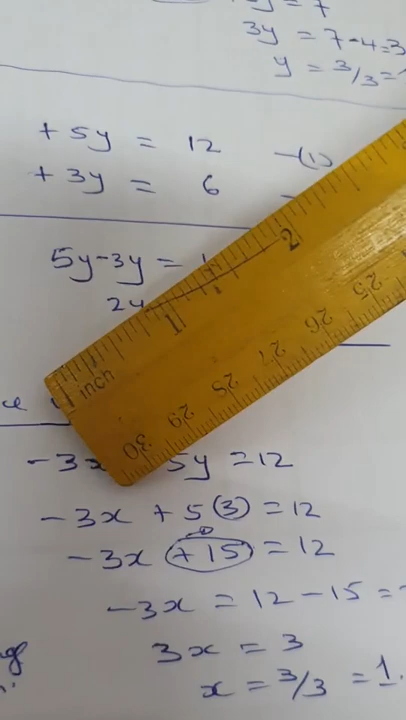 y = 7
3y = 7-4=3
y = 3/3 =
+ 5y = 12 -(1)
+ 3y = 6
5y-3y =
2y
1 2
inch
30 29 28 27 26 25
-3x 5y = 12
-3x + 5(3) = 12
-3x +15 = 12
-3x = 12 - 15 =
3x = 3
x = 3/3 = 1.